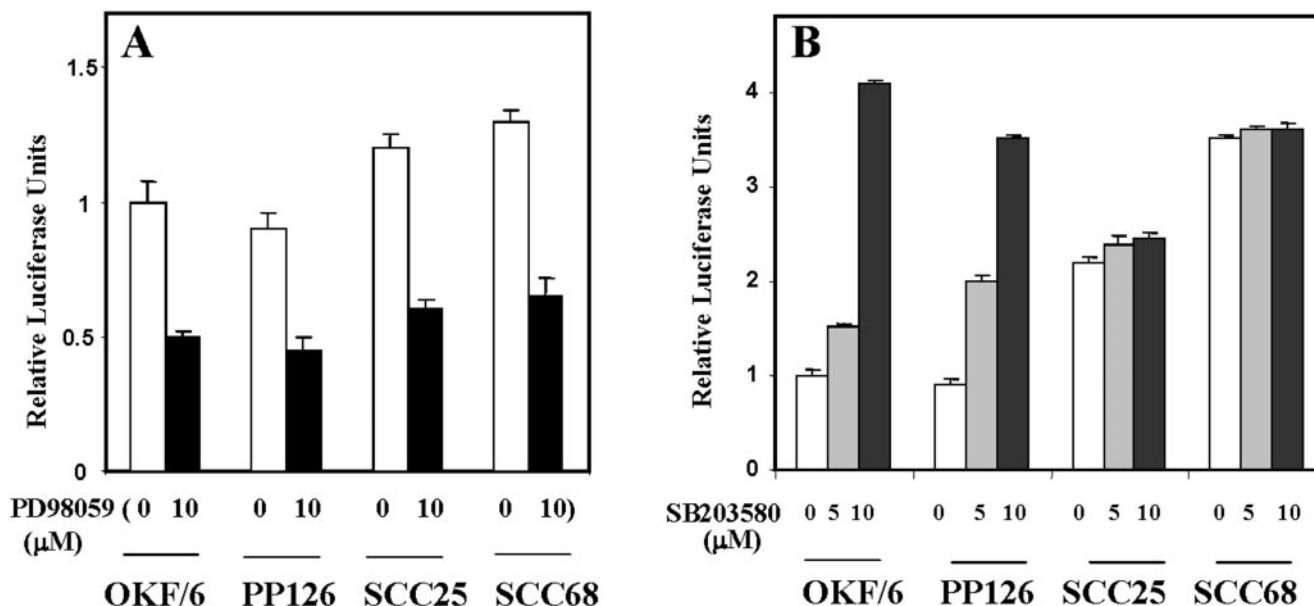 A
Relative Luciferase Units
1.5
1
0.5
0
PD98059 ( 0 10 0 10 0 10 0 10)
(μM)
OKF/6 PP126 SCC25 SCC68
B
Relative Luciferase Units
4
3
2
1
0
SB203580 0 5 10 0 5 10 0 5 10 0 5 10
(μM)
OKF/6 PP126 SCC25 SCC68